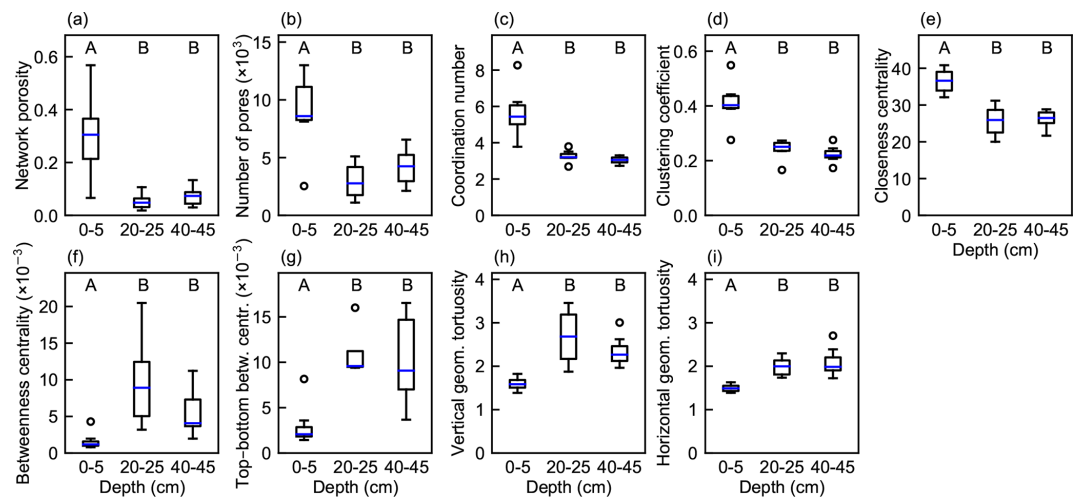 (a)
A B B
Network porosity
0.6
0.4
0.2
0.0
0-5 20-25 40-45
(b)
A B B
Number of pores (×10³)
15
10
5
0
0-5 20-25 40-45
(c)
A B B
Coordination number
8
6
4
2
0
0-5 20-25 40-45
(d)
A B B
Clustering coefficient
0.6
0.4
0.2
0.0
0-5 20-25 40-45
(e)
A B B
Closeness centrality
40
30
20
10
0
0-5 20-25 40-45
Depth (cm)
(f)
A B B
Betweenness centrality (×10⁻³)
20
15
10
5
0
0-5 20-25 40-45
Depth (cm)
(g)
A B B
Top−bottom betw. centr. (×10⁻³)
15
10
5
0
0-5 20-25 40-45
Depth (cm)
(h)
A B B
Vertical geom. tortuosity
4
3
2
1
0
0-5 20-25 40-45
Depth (cm)
(i)
A B B
Horizontal geom. tortuosity
4
3
2
1
0
0-5 20-25 40-45
Depth (cm)